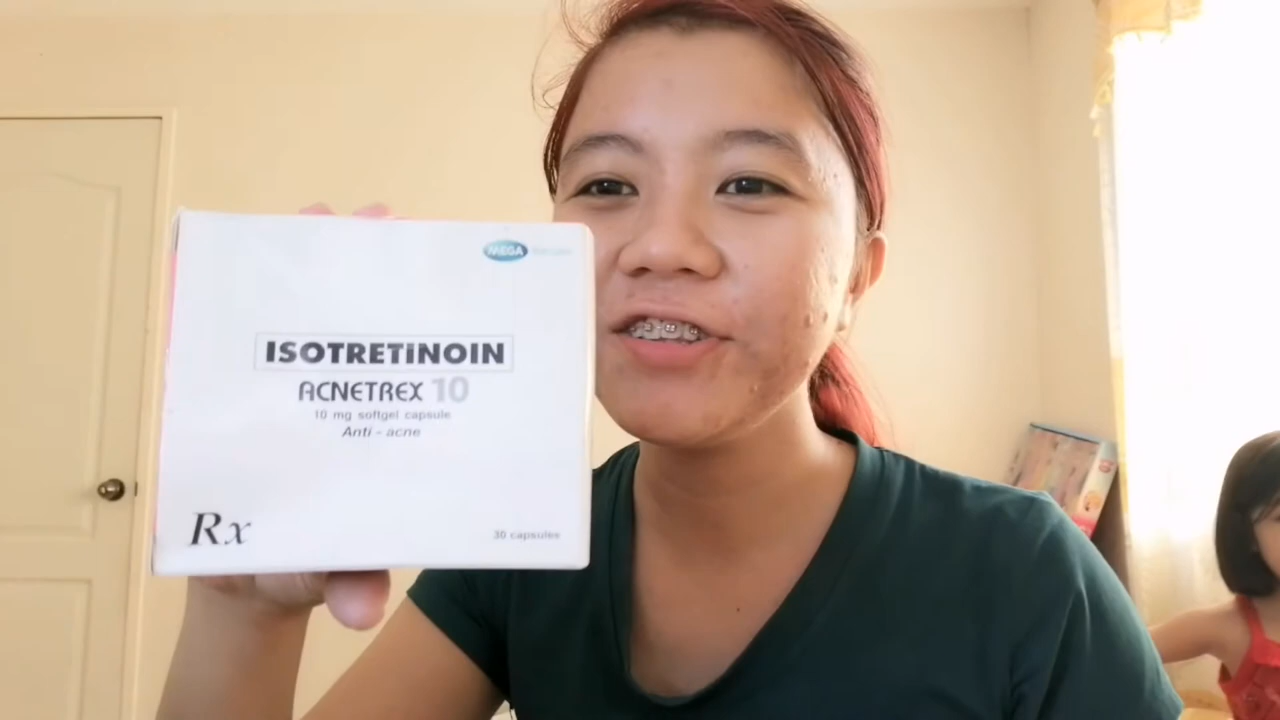 MEGA
ISOTRETiNOIN
ACNETREX 10
10 mg softgel capsule
Anti - acne
Rx
30 capsules